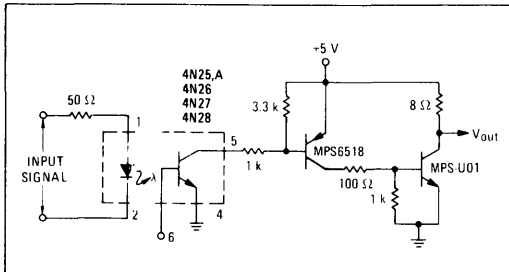 +5 V
4N25,A
4N26
4N27
4N28
50 Ω
1
3.3 k
8 Ω
5
Vout
INPUT
SIGNAL
λ
1 k
MPS6518
100 Ω
MPS-U01
1 k
2
4
6